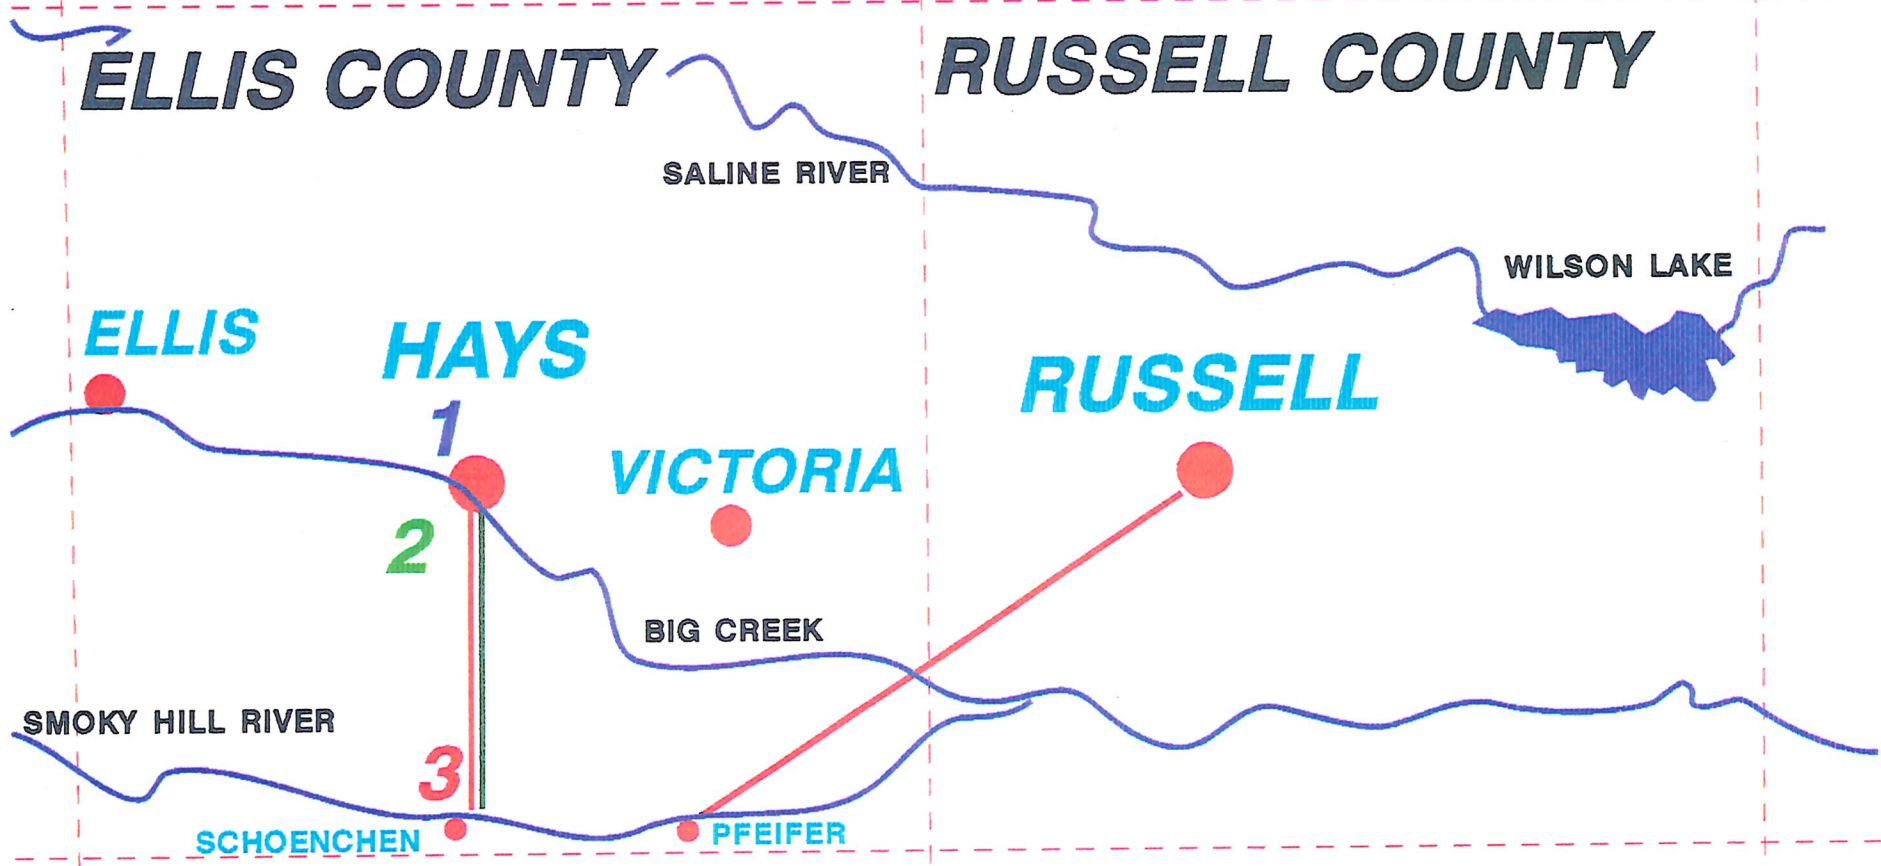 ELLIS COUNTY
RUSSELL COUNTY
SALINE RIVER
WILSON LAKE
ELLIS
HAYS
1
RUSSELL
VICTORIA
2
BIG CREEK
SMOKY HILL RIVER
3
SCHOENCHEN
PFEIFER